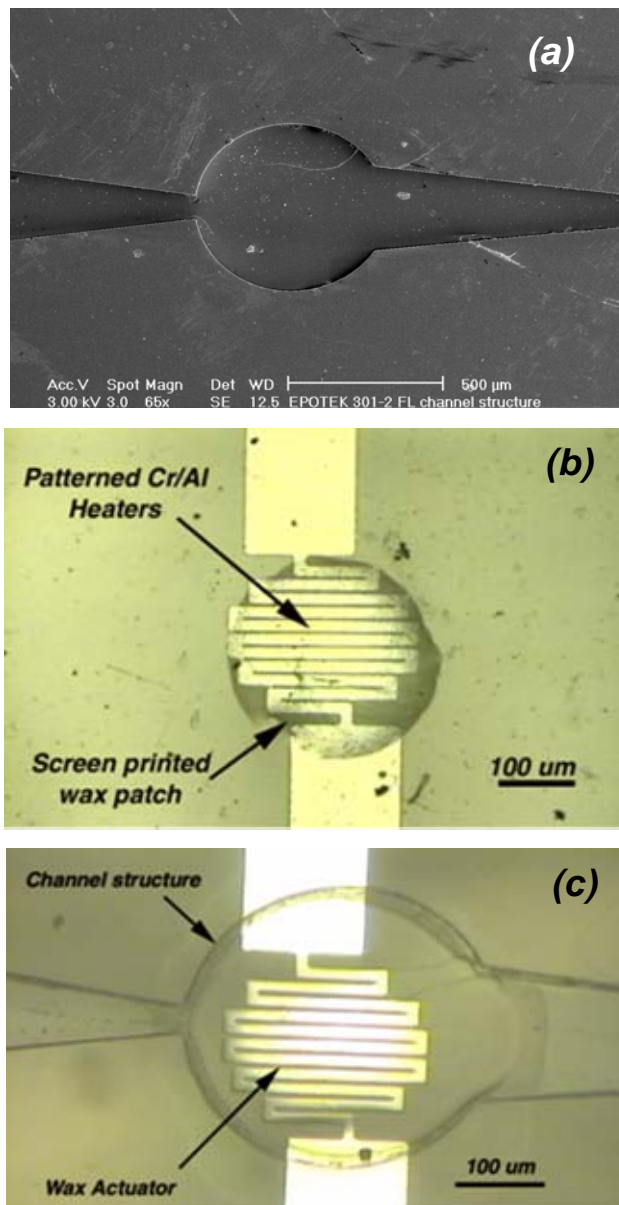 (a)
Acc.V Spot Magn Det WD 500 µm
3.00 kV 3.0 65x SE 12.5 EPOTEK 301-2 FL channel structure
(b)
Patterned Cr/Al
Heaters
Screen printed
wax patch
100 um
Channel structure
(c)
Wax Actuator
100 um